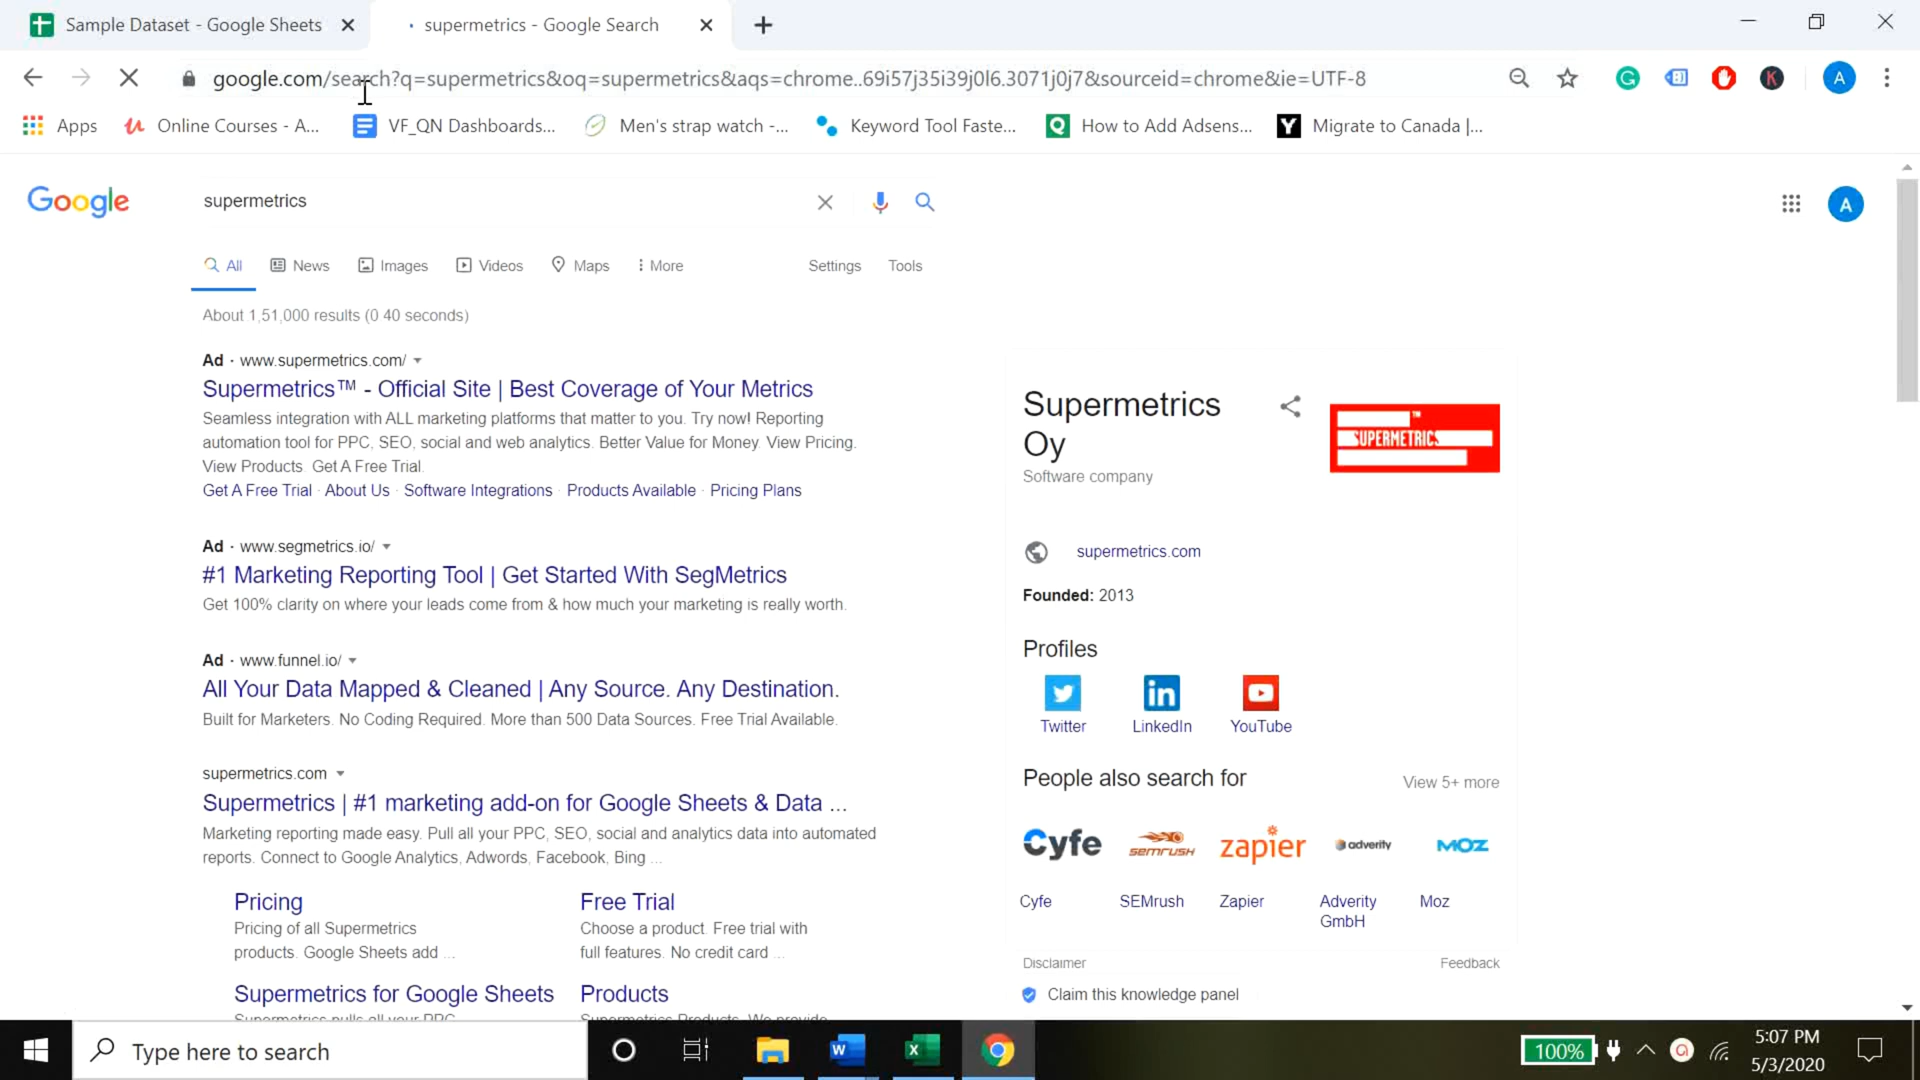 Sample Dataset - Google Sheets
supermetrics - Google Search
google.com/search?q=supermetrics&oq=supermetrics&aqs=chrome..69i57j35i39j0l6.3071j0j7&sourceid=chrome&ie=UTF-8
A
Apps
Online Courses - A...
VF_QN Dashboards...
Men's strap watch -...
Keyword Tool Faste...
How to Add Adsens...
Migrate to Canada |...
Google
supermetrics
A
All
News
Images
Videos
Maps
More
Settings
Tools
About 1,51,000 results (0 40 seconds)
Ad · www.supermetrics.com/
Supermetrics™ - Official Site | Best Coverage of Your Metrics
Seamless integration with ALL marketing platforms that matter to you. Try now! Reporting
automation tool for PPC, SEO, social and web analytics. Better Value for Money. View Pricing.
View Products. Get A Free Trial.
Get A Free Trial · About Us · Software Integrations · Products Available · Pricing Plans
Ad · www.segmetrics.io/
#1 Marketing Reporting Tool | Get Started With SegMetrics
Get 100% clarity on where your leads come from & how much your marketing is really worth.
Ad · www.funnel.io/
All Your Data Mapped & Cleaned | Any Source. Any Destination.
Built for Marketers. No Coding Required. More than 500 Data Sources. Free Trial Available.
supermetrics.com
Supermetrics | #1 marketing add-on for Google Sheets & Data ...
Marketing reporting made easy. Pull all your PPC, SEO, social and analytics data into automated
reports. Connect to Google Analytics, Adwords, Facebook, Bing ...
Pricing
Pricing of all Supermetrics
products. Google Sheets add ...
Free Trial
Choose a product. Free trial with
full features. No credit card ...
Supermetrics for Google Sheets
Supermetrics pulls all your PPC
Products
Supermetrics Products. We provide
Supermetrics
Oy
Software company
SUPERMETRICS
supermetrics.com
Founded: 2013
Profiles
Twitter
LinkedIn
YouTube
People also search for
View 5+ more
Cyfe
semrush
zapier
adverity
MOZ
Cyfe
SEMrush
Zapier
Adverity
GmbH
Moz
Disclaimer
Feedback
Claim this knowledge panel
Type here to search
100%
5:07 PM
5/3/2020